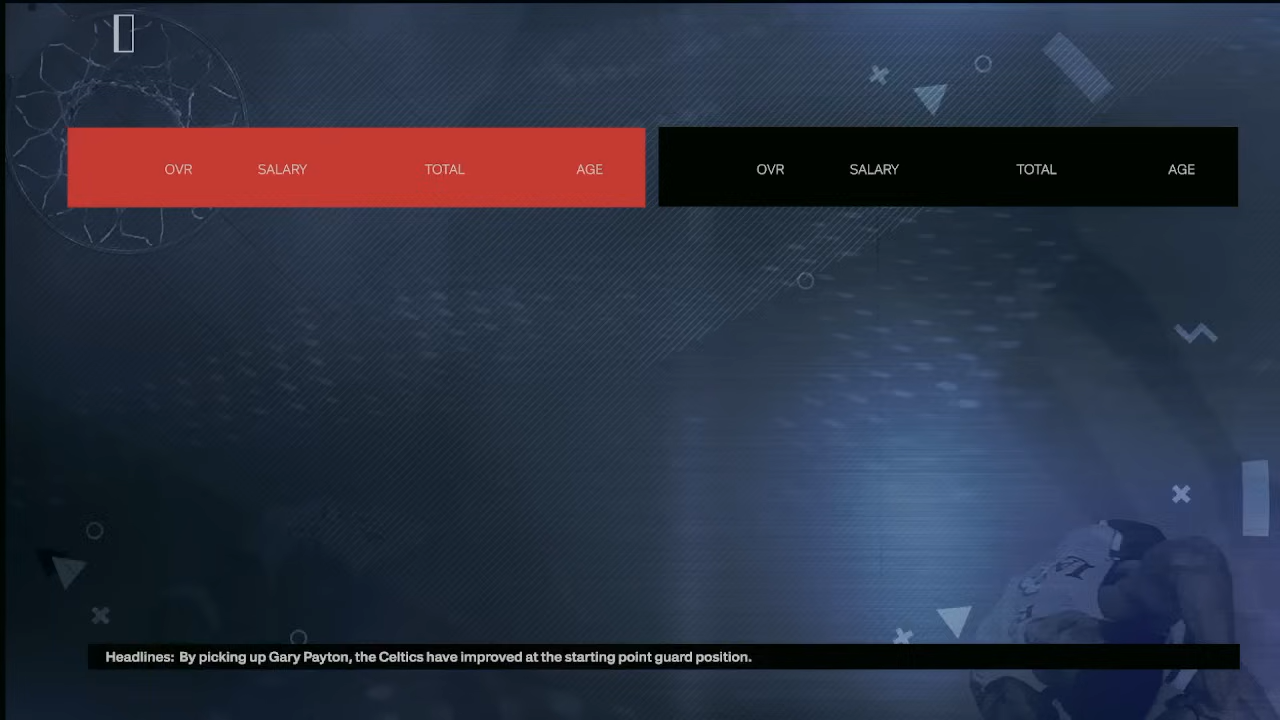 OVR SALARY TOTAL AGE
OVR SALARY TOTAL AGE
Headlines: By picking up Gary Payton, the Celtics have improved at the starting point guard position.